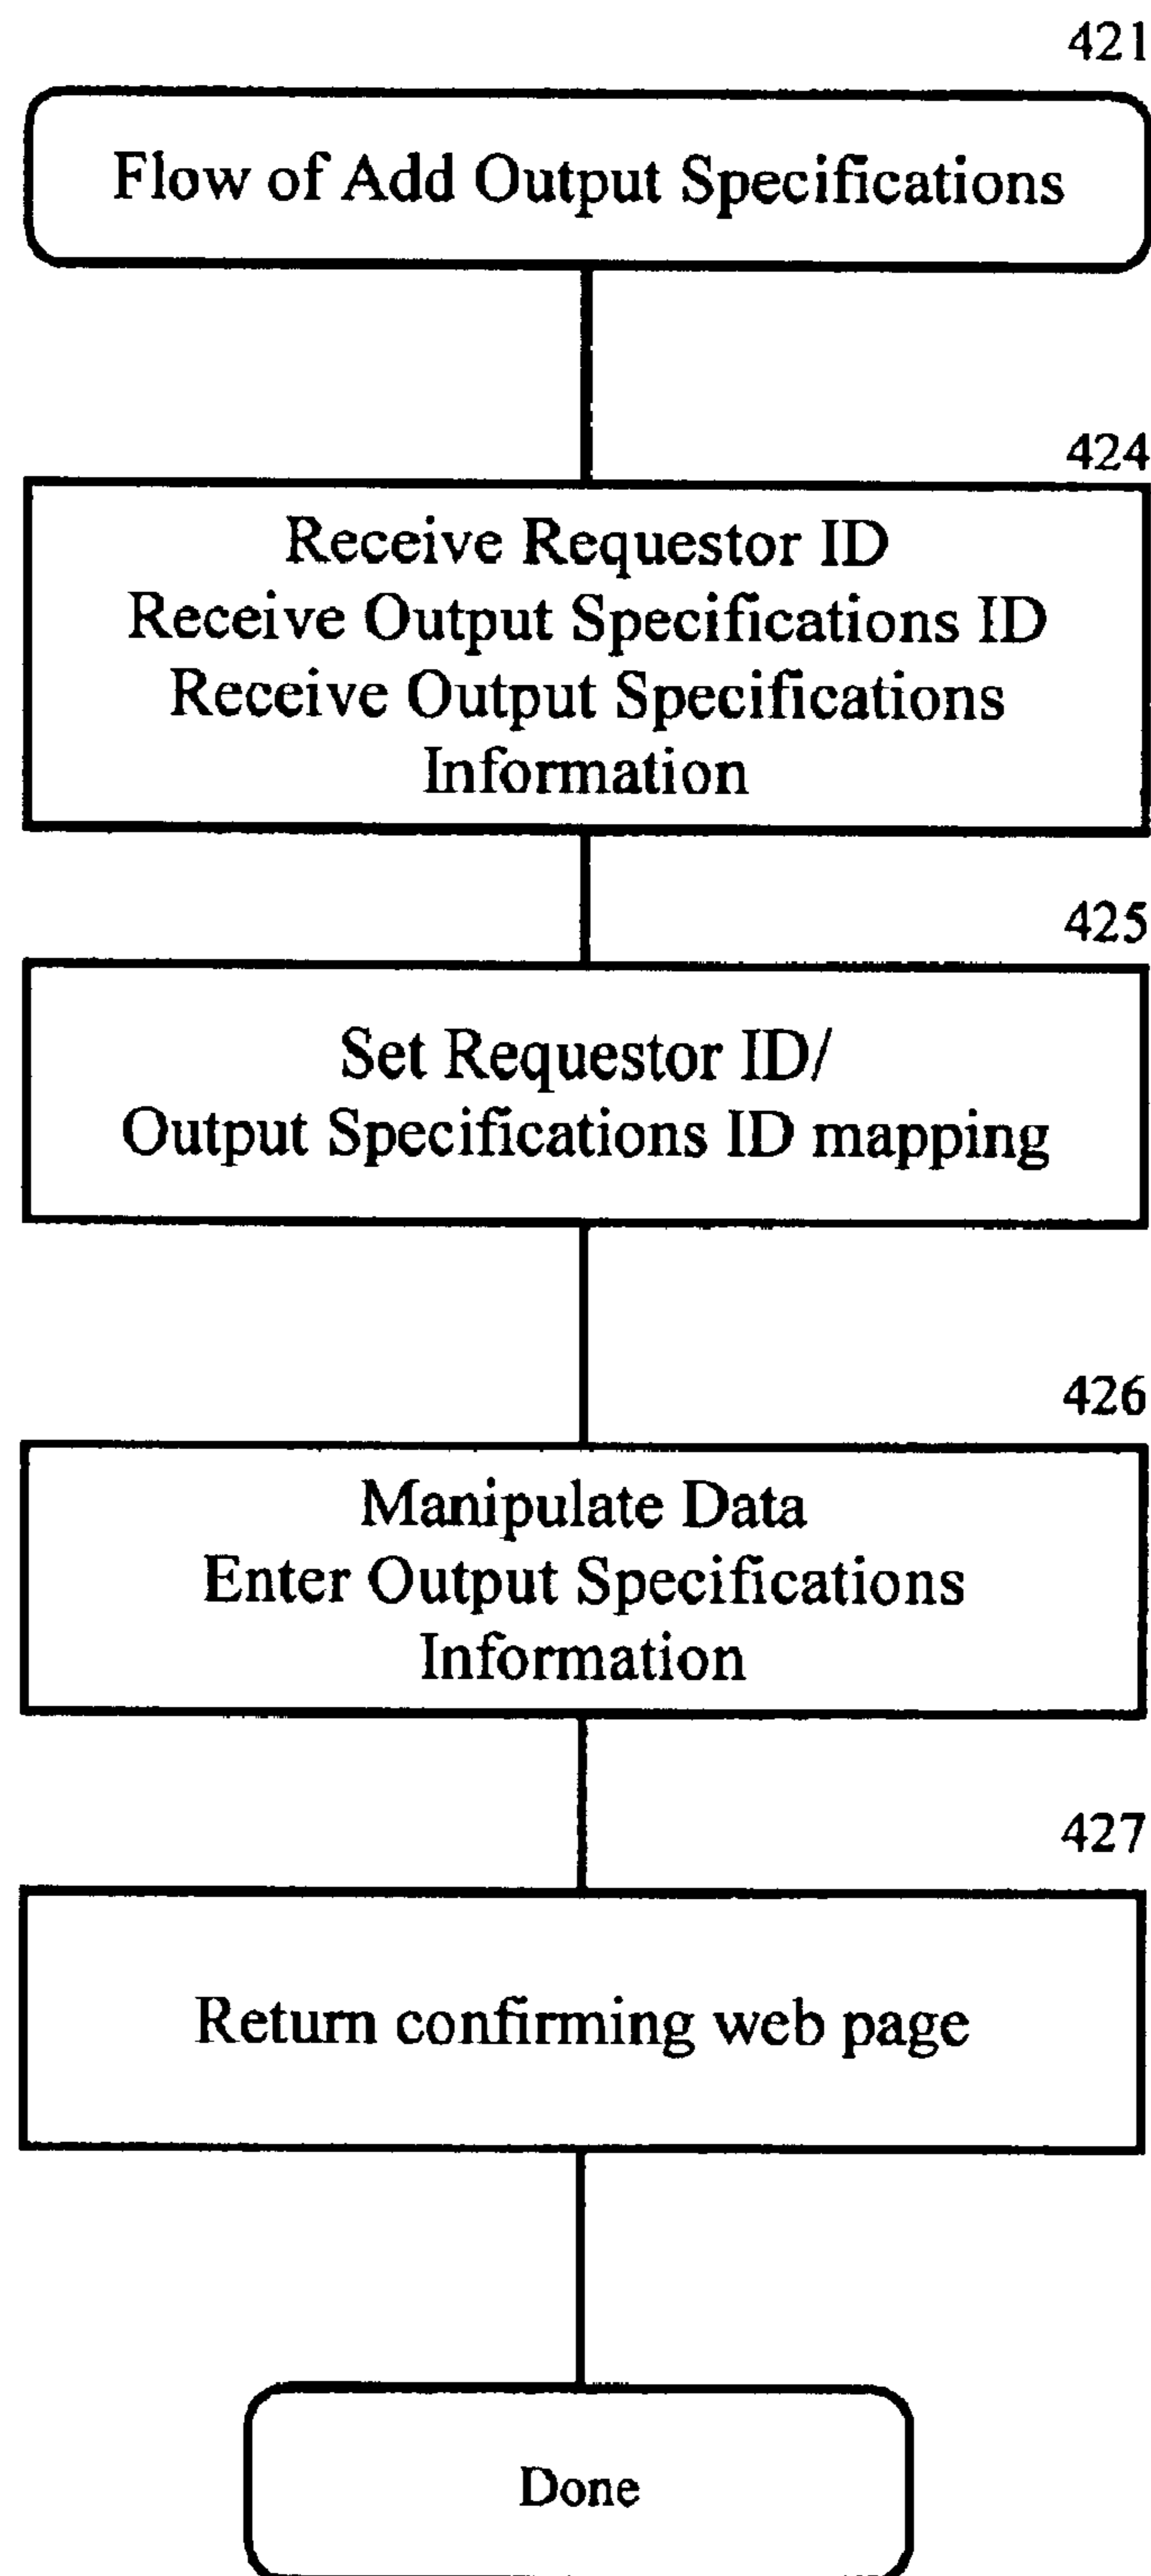 421
Flow of Add Output Specifications
424
Receive Requestor ID
Receive Output Specifications ID
Receive Output Specifications
Information
425
Set Requestor ID/
Output Specifications ID mapping
426
Manipulate Data
Enter Output Specifications
Information
427
Return confirming web page
Done